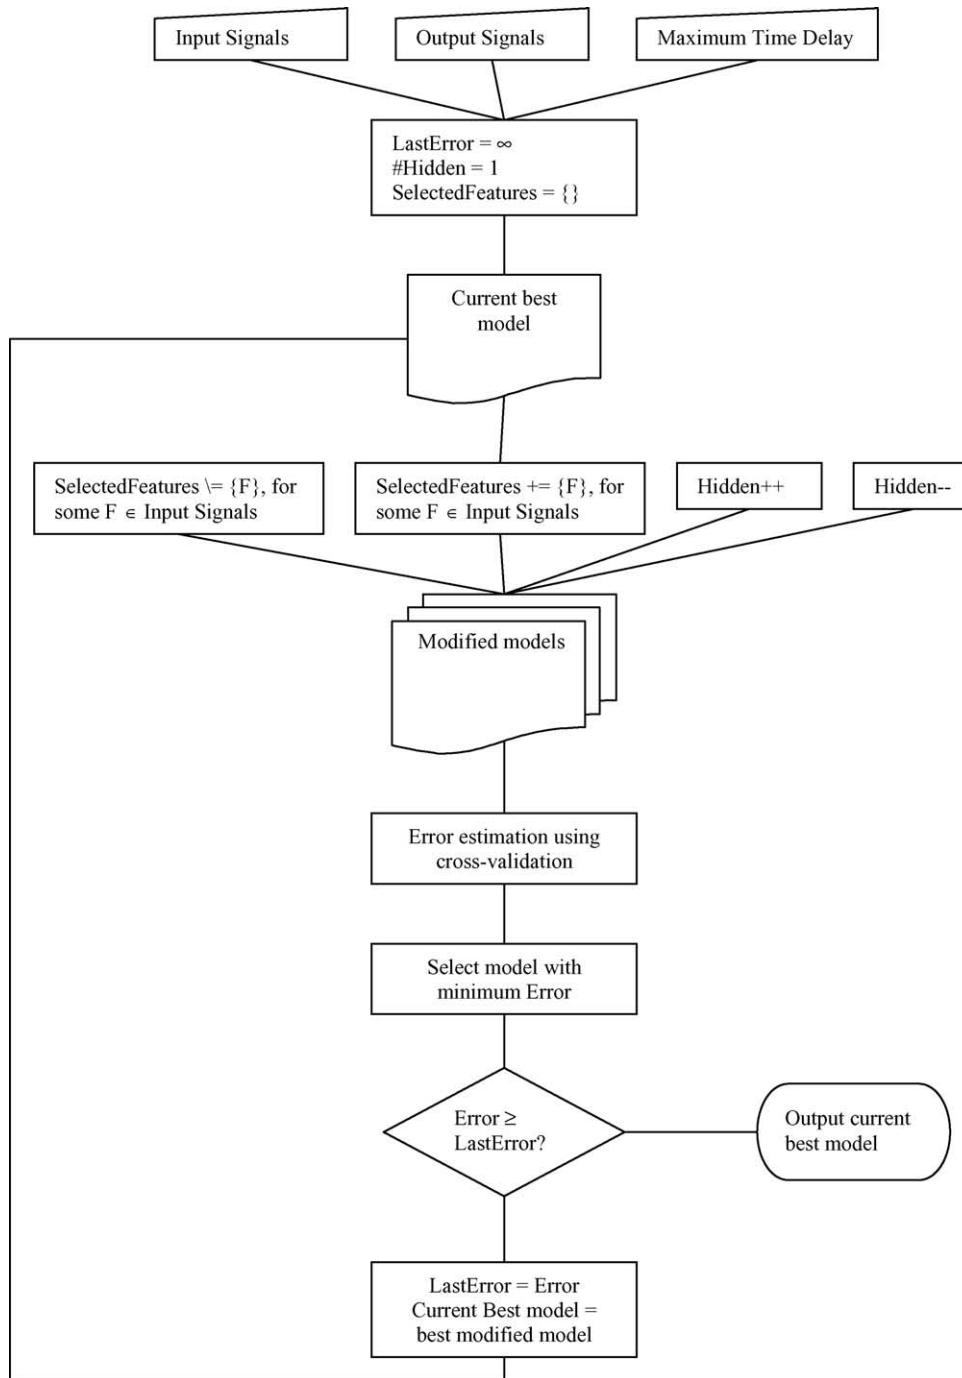 Input Signals
Output Signals
Maximum Time Delay
LastError = ∞
#Hidden = 1
SelectedFeatures = {}
Current best
model
SelectedFeatures \= {F}, for
some F ∈ Input Signals
SelectedFeatures += {F}, for
some F ∈ Input Signals
Hidden++
Hidden--
Modified models
Error estimation using
cross-validation
Select model with
minimum Error
Error ≥
LastError?
Output current
best model
LastError = Error
Current Best model =
best modified model